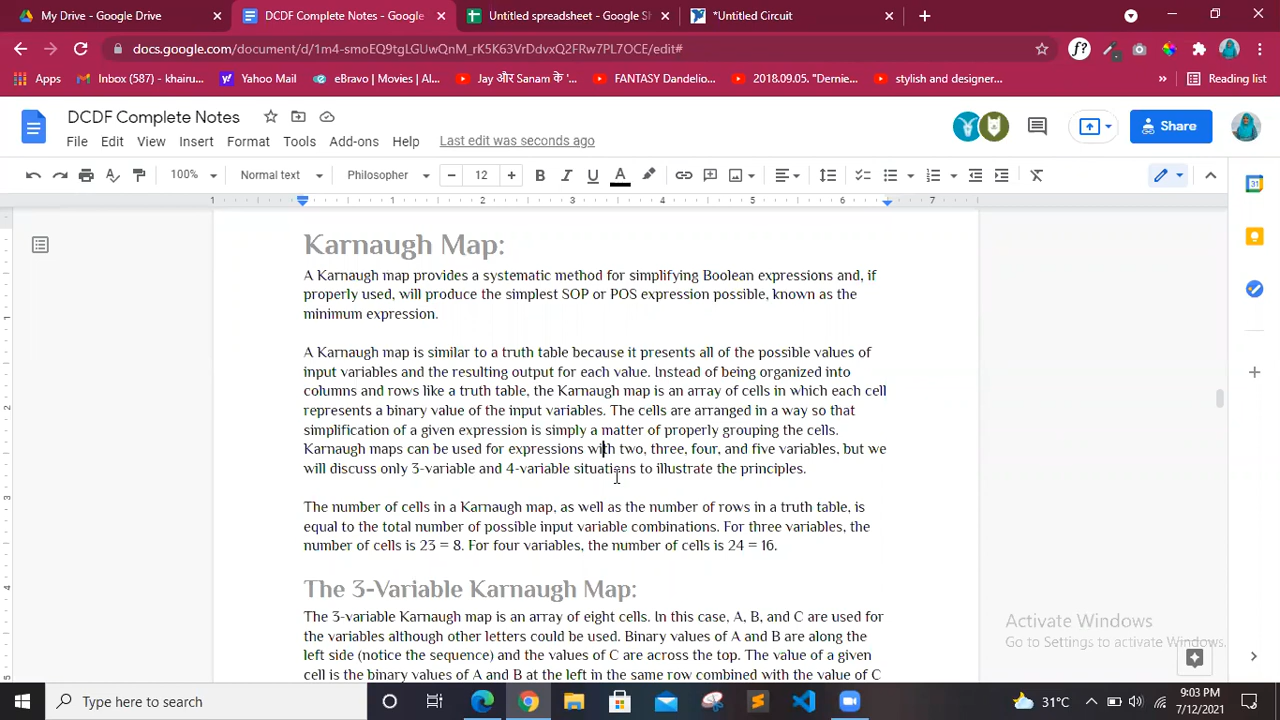 My Drive - Google Drive
DCDF Complete Notes - Google
Untitled spreadsheet - Google Sh
*Untitled Circuit
docs.google.com/document/d/1m4-smoEQ9tgLGUwQnM_rK5K63VrDdvxQ2FRw7PL7OCE/edit#
f?
Apps
Inbox (587) - khairu...
Yahoo Mail
eBravo | Movies | Al...
Jay और Sanam के '...
FANTASY Dandelio...
2018.09.05. "Dernie...
stylish and designer...
»
Reading list
DCDF Complete Notes
File Edit View Insert Format Tools Add-ons Help
Last edit was seconds ago
Share
100%
Normal text
Philosopher
12
B I U A
1 1 2 3 4 5 6 7
Karnaugh Map:
A Karnaugh map provides a systematic method for simplifying Boolean expressions and, if
properly used, will produce the simplest SOP or POS expression possible, known as the
minimum expression.
A Karnaugh map is similar to a truth table because it presents all of the possible values of
input variables and the resulting output for each value. Instead of being organized into
columns and rows like a truth table, the Karnaugh map is an array of cells in which each cell
represents a binary value of the input variables. The cells are arranged in a way so that
simplification of a given expression is simply a matter of properly grouping the cells.
Karnaugh maps can be used for expressions with two, three, four, and five variables, but we
will discuss only 3-variable and 4-variable situations to illustrate the principles.
The number of cells in a Karnaugh map, as well as the number of rows in a truth table, is
equal to the total number of possible input variable combinations. For three variables, the
number of cells is 23 = 8. For four variables, the number of cells is 24 = 16.
The 3-Variable Karnaugh Map:
The 3-variable Karnaugh map is an array of eight cells. In this case, A, B, and C are used for
the variables although other letters could be used. Binary values of A and B are along the
left side (notice the sequence) and the values of C are across the top. The value of a given
cell is the binary values of A and B at the left in the same row combined with the value of C
1
2
3
4
5
31
Activate Windows
Go to Settings to activate Windows.
Type here to search
31°C
9:03 PM
7/12/2021